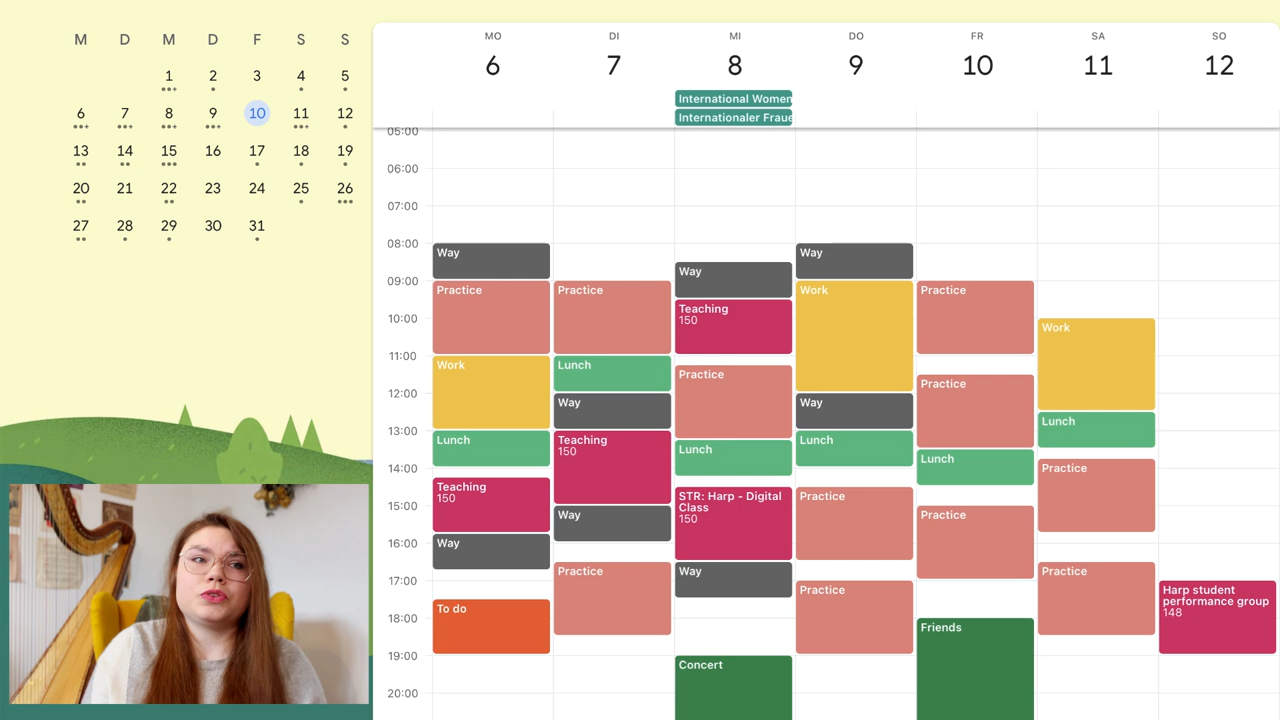 M D M D F S S
1 2 3 4 5
6 7 8 9 10 11 12
13 14 15 16 17 18 19
20 21 22 23 24 25 26
27 28 29 30 31
MO DI MI DO FR SA SO
6 7 8 9 10 11 12
International Women
Internationaler Fraue
05:00
06:00
07:00
08:00
09:00
10:00
11:00
12:00
13:00
14:00
15:00
16:00
17:00
18:00
19:00
20:00
Way
Practice
Work
Lunch
Teaching
150
Way
To do
Practice
Lunch
Way
Teaching
150
Way
Practice
Way
Teaching
150
Practice
Lunch
STR: Harp - Digital
Class
150
Way
Concert
Way
Work
Way
Lunch
Practice
Practice
Practice
Practice
Lunch
Practice
Friends
Work
Lunch
Practice
Practice
Harp student
performance group
148